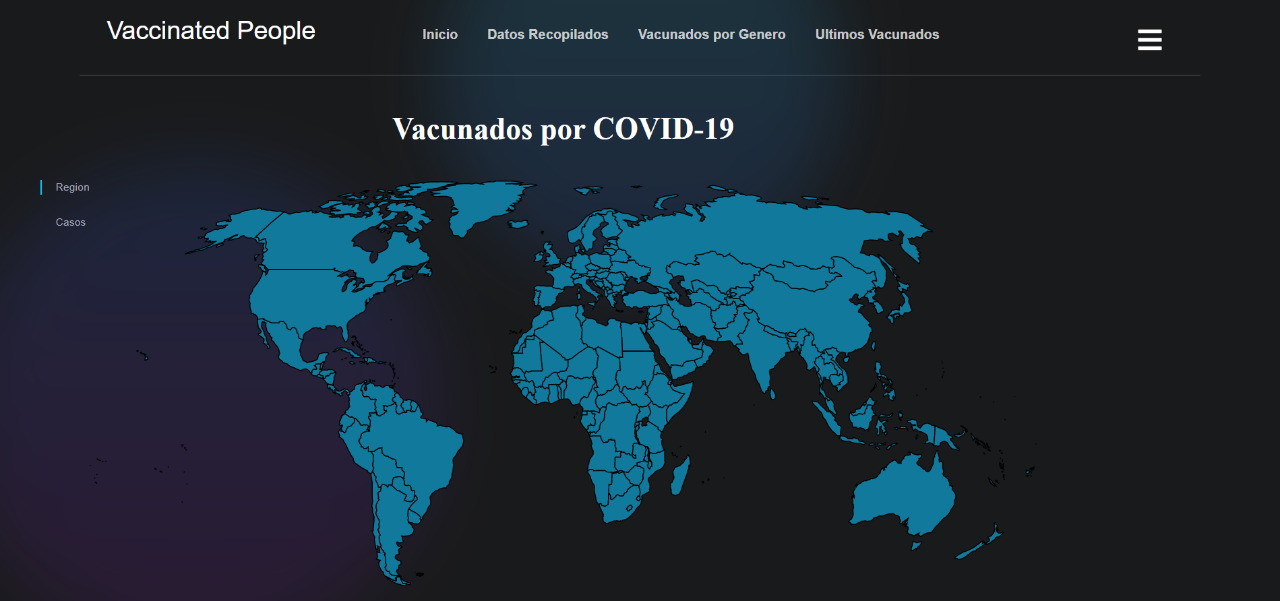 Vaccinated People
Inicio
Datos Recopilados
Vacunados por Genero
Ultimos Vacunados
Vacunados por COVID-19
Region
Casos